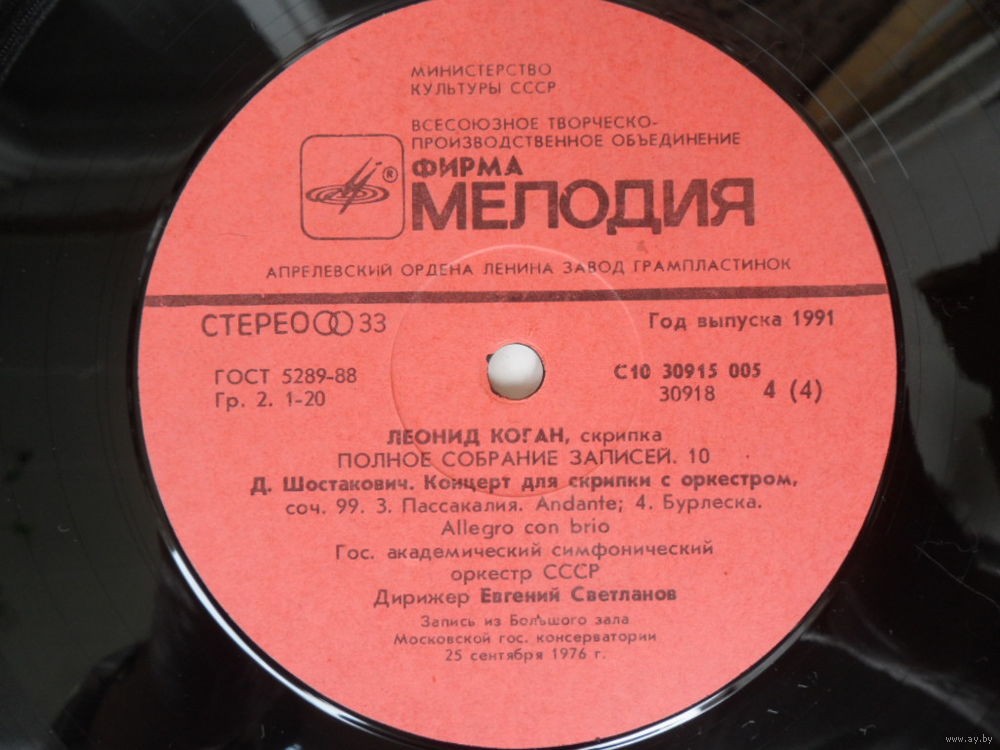 МИНИСТЕРСТВО
КУЛЬТУРЫ СССР
ВСЕСОЮЗНОЕ ТВОРЧЕСКО-
ПРОИЗВОДСТВЕННОЕ ОБЪЕДИНЕНИЕ
ФИРМА
®
МЕЛОДИЯ
АПРЕЛЕВСКИЙ ОРДЕНА ЛЕНИНА ЗАВОД ГРАМПЛАСТИНОК
СТЕРЕО 33
Год выпуска 1991
ГОСТ 5289-88
Гр. 2. 1-20
С10 30915 005
30918 4 (4)
ЛЕОНИД КОГАН, скрипка
ПОЛНОЕ СОБРАНИЕ ЗАПИСЕЙ. 10
Д. Шостакович. Концерт для скрипки с оркестром,
соч. 99. 3. Пассакалия. Andante; 4. Бурлеска.
Allegro con brio
Гос. академический симфонический
оркестр СССР
Дирижер Евгений Светланов
Запись из Большого зала
Московской гос. консерватории
25 сентября 1976 г.
www.ay.by